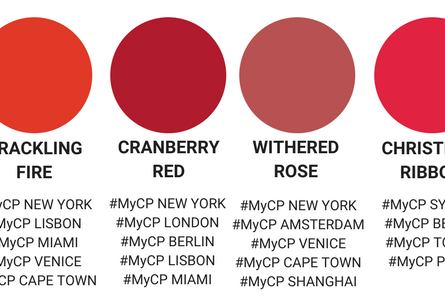 RACKLING
FIRE
yCP NEW YORK
MyCP LISBON
MyCP MIAMI
MyCP VENICE
CP CAPE TOWN
CRANBERRY
RED
#MyCP NEW YORK
#MyCP LONDON
#MyCP BERLIN
#MyCP LISBON
#MyCP MIAMI
WITHERED
ROSE
#MyCP NEW YORK
#MyCP AMSTERDAM
#MyCP VENICE
#MyCP CAPE TOWN
#MyCP SHANGHAI
CHRIST
RIBBO
#MyCP SY
#MyCP BE
#MyCP TO
#MyCP P